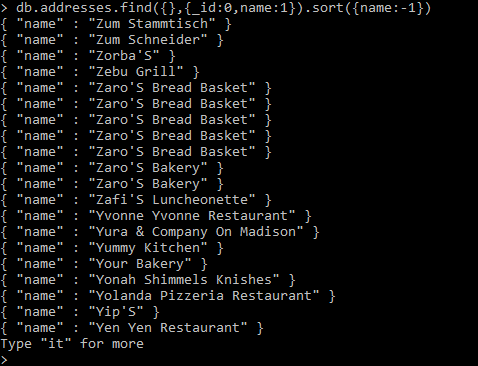 > db.addresses.find({},{_id:0,name:1}).sort({name:-1})
{ "name" : "Zum Stammtisch" }
{ "name" : "Zum Schneider" }
{ "name" : "Zorba'S" }
{ "name" : "Zebu Grill" }
{ "name" : "Zaro'S Bread Basket" }
{ "name" : "Zaro'S Bread Basket" }
{ "name" : "Zaro'S Bread Basket" }
{ "name" : "Zaro'S Bread Basket" }
{ "name" : "Zaro'S Bread Basket" }
{ "name" : "Zaro'S Bakery" }
{ "name" : "Zaro'S Bakery" }
{ "name" : "Zafi'S Luncheonette" }
{ "name" : "Yvonne Yvonne Restaurant" }
{ "name" : "Yura & Company On Madison" }
{ "name" : "Yummy Kitchen" }
{ "name" : "Your Bakery" }
{ "name" : "Yonah Shimmels Knishes" }
{ "name" : "Yolanda Pizzeria Restaurant" }
{ "name" : "Yip'S" }
{ "name" : "Yen Yen Restaurant" }
Type "it" for more
>